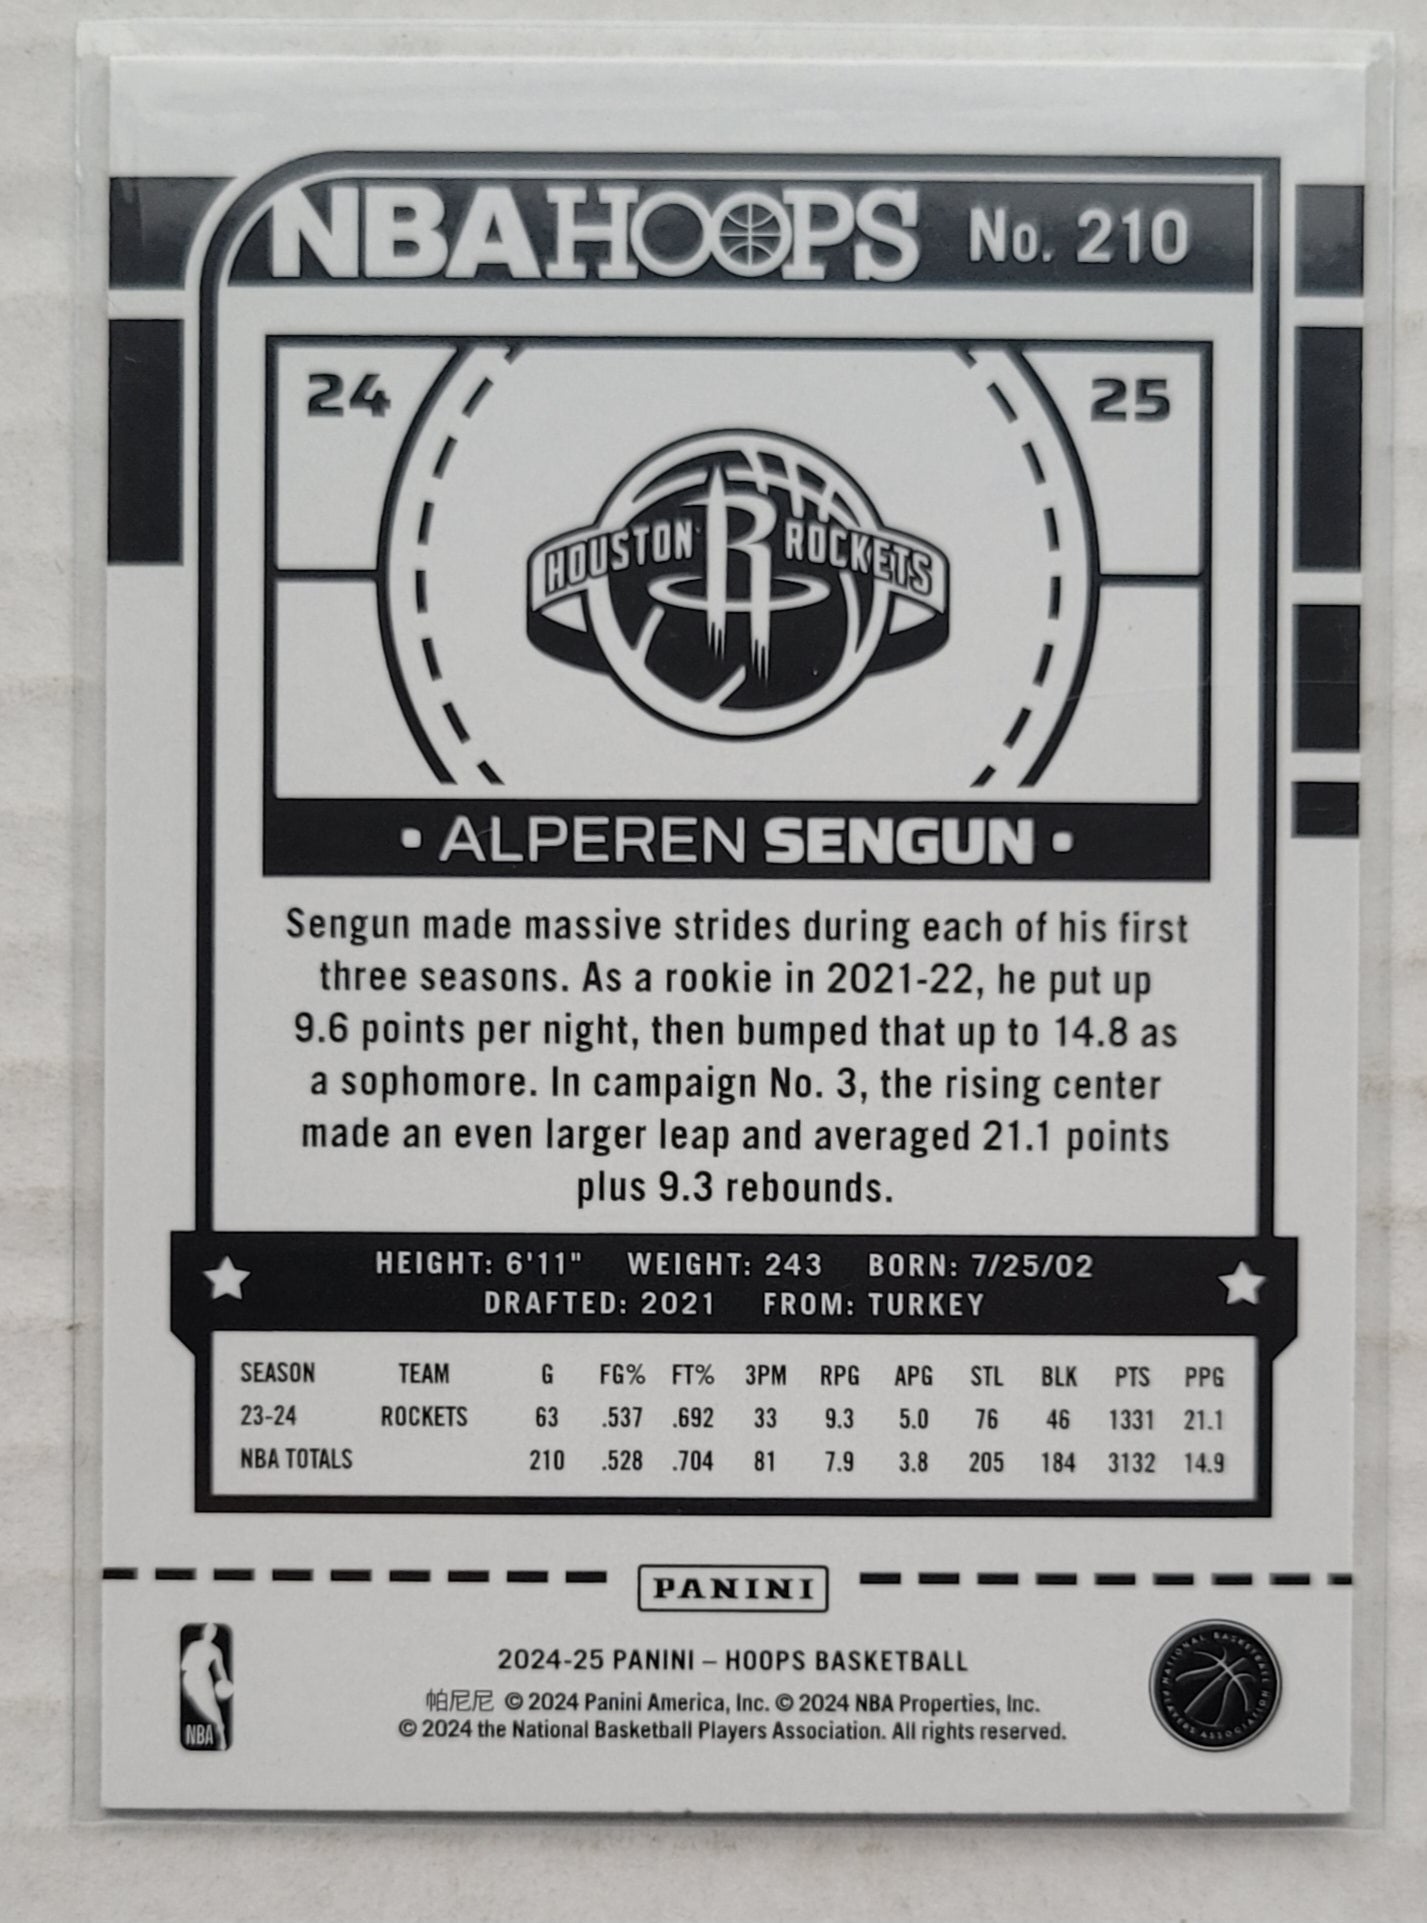 NBA HOOPS No. 210
24 25
HOUSTON R ROCKETS
• ALPEREN SENGUN •
Sengun made massive strides during each of his first
three seasons. As a rookie in 2021-22, he put up
9.6 points per night, then bumped that up to 14.8 as
a sophomore. In campaign No. 3, the rising center
made an even larger leap and averaged 21.1 points
plus 9.3 rebounds.
HEIGHT: 6'11" WEIGHT: 243 BORN: 7/25/02
DRAFTED: 2021 FROM: TURKEY
SEASON TEAM G FG% FT% 3PM RPG APG STL BLK PTS PPG
23-24 ROCKETS 63 .537 .692 33 9.3 5.0 76 46 1331 21.1
NBA TOTALS 210 .528 .704 81 7.9 3.8 205 184 3132 14.9
PANINI
2024-25 PANINI – HOOPS BASKETBALL
帕尼尼 © 2024 Panini America, Inc. © 2024 NBA Properties, Inc.
© 2024 the National Basketball Players Association. All rights reserved.
NBA
NATIONAL BASKETBALL PLAYERS ASSOCIATION